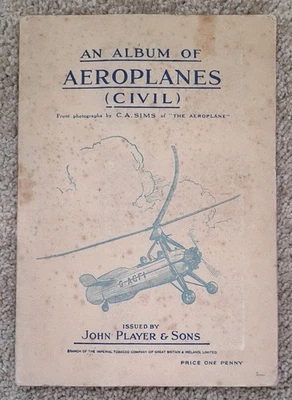 AN ALBUM OF
AEROPLANES
(CIVIL)
From photographs by C.A. SIMS of "THE AEROPLANE"
G-ACFI
ISSUED BY
JOHN PLAYER & SONS
BRANCH OF THE IMPERIAL TOBACCO COMPANY (OF GREAT BRITAIN & IRELAND), LIMITED.
PRICE ONE PENNY